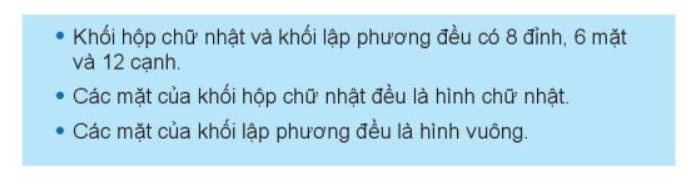 • Khối hộp chữ nhật và khối lập phương đều có 8 đỉnh, 6 mặt
và 12 cạnh.
• Các mặt của khối hộp chữ nhật đều là hình chữ nhật.
• Các mặt của khối lập phương đều là hình vuông.